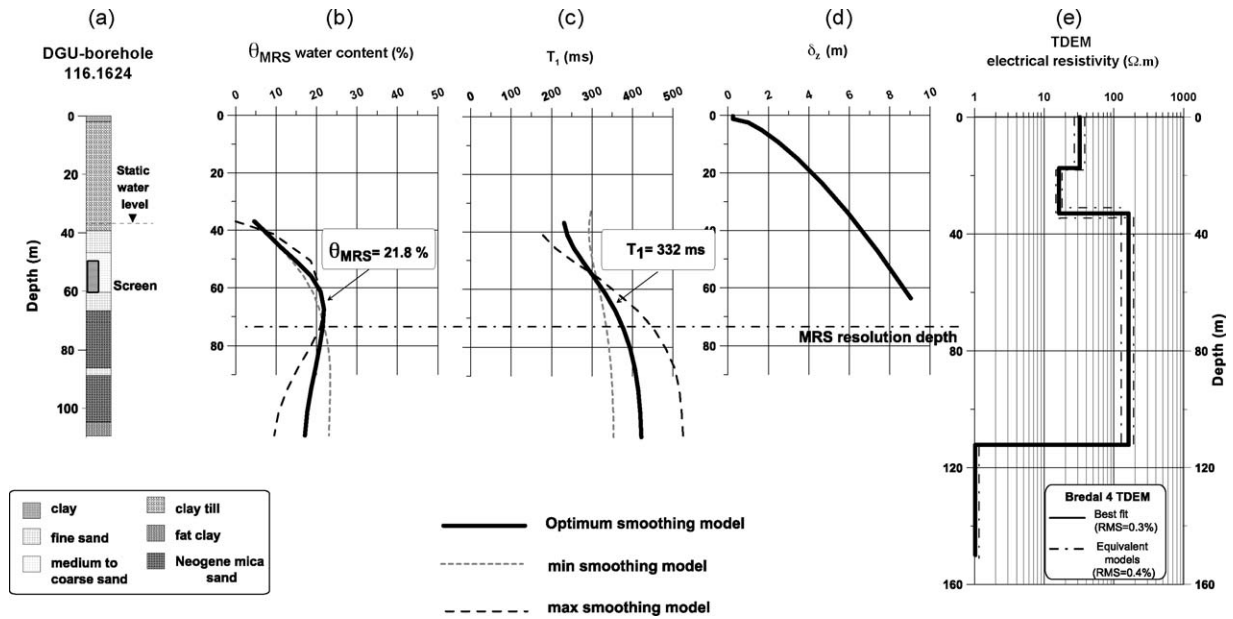 (a)
DGU-borehole
116.1624
0
20
40
60
80
100
Depth (m)
Static
water
level
Screen
(b)
θMRS water content (%)
0 10 20 30 40 50
0
20
40
60
80
θMRS= 21.8 %
(c)
T1 (ms)
0 100 200 300 400 500
T1= 332 ms
(d)
δz (m)
0 2 4 6 8 10
0
20
40
60
80
MRS resolution depth
(e)
TDEM
electrical resistivity (Ω.m)
1 10 100 1000
0
40
80
120
160
0
20
40
60
80
100
120
160
Depth (m)
Bredal 4 TDEM
Best fit
(RMS=0.3%)
Equivalent
models
(RMS=0.4%)
clay
fine sand
medium to
coarse sand
clay till
fat clay
Neogene mica
sand
Optimum smoothing model
min smoothing model
max smoothing model